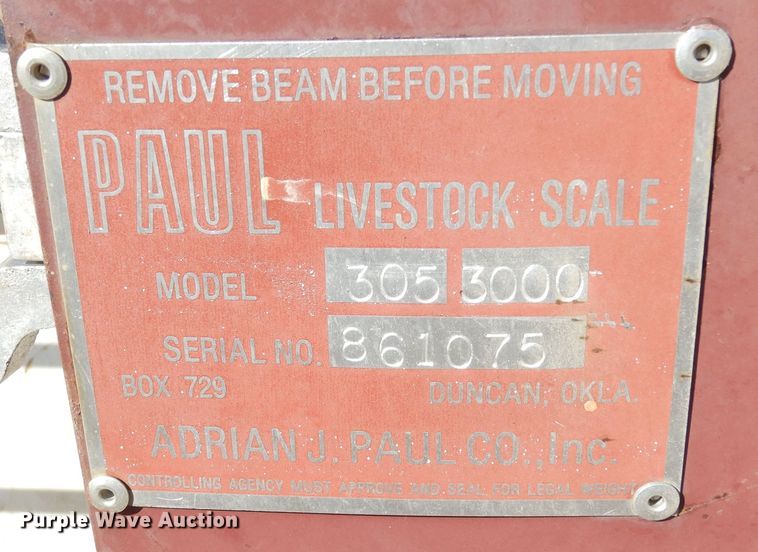 REMOVE BEAM BEFORE MOVING
PAUL LIVESTOCK SCALE
MODEL 305 3000
SERIAL NO. 861075
BOX 729 DUNCAN, OKLA.
ADRIAN J. PAUL CO., Inc.
CONTROLLING AGENCY MUST APPROVE AND SEAL FOR LEGAL WEIGHT
Purple Wave Auction